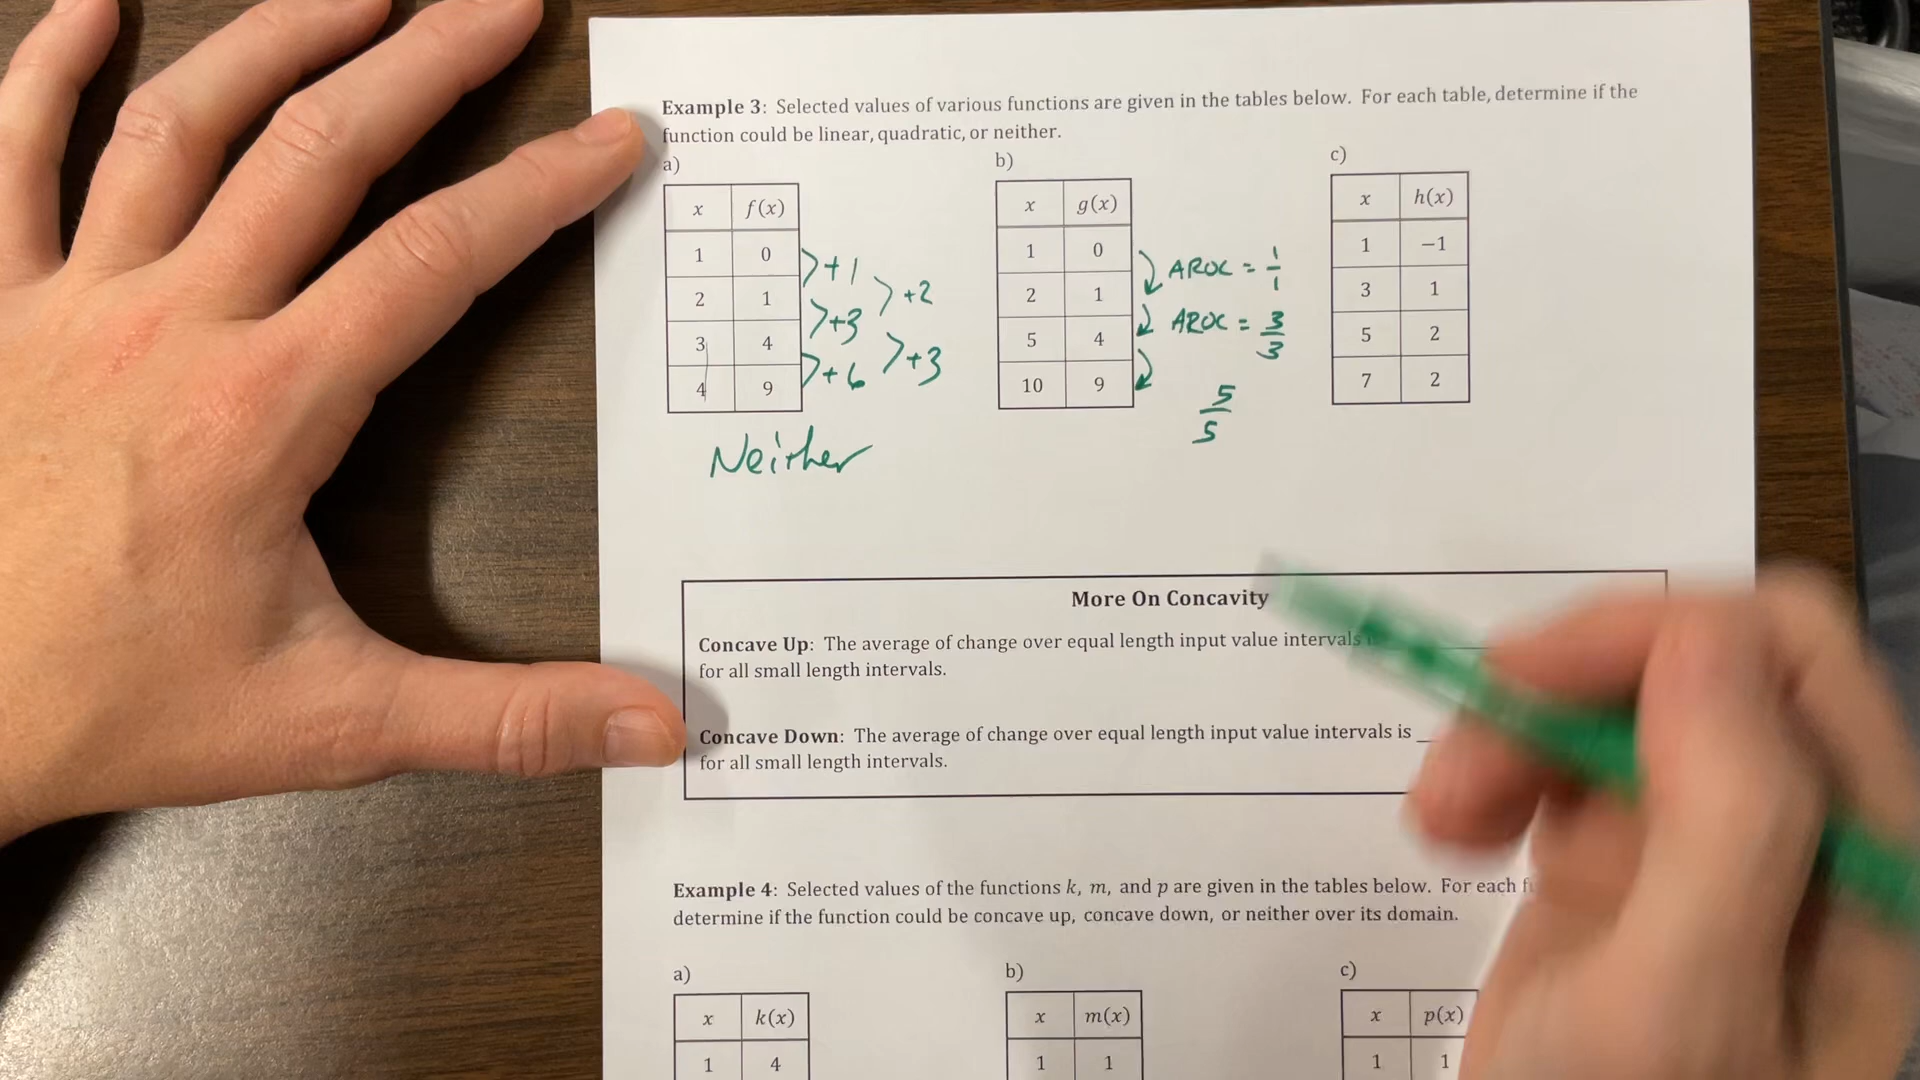 Example 3: Selected values of various functions are given in the tables below. For each table, determine if the
function could be linear, quadratic, or neither.
a)
x f(x)
1 0
2 1
3 4
4 9
>+1
>+3
>+6
>+2
>+3
Neither
b)
x g(x)
1 0
2 1
5 4
10 9
AROC = 1/1
AROC = 3/3
5/5
c)
x h(x)
1 −1
3 1
5 2
7 2
More On Concavity
Concave Up: The average of change over equal length input value intervals
for all small length intervals.
Concave Down: The average of change over equal length input value intervals is __
for all small length intervals.
Example 4: Selected values of the functions k, m, and p are given in the tables below. For each
determine if the function could be concave up, concave down, or neither over its domain.
a)
x k(x)
1 4
b)
x m(x)
1 1
c)
x p(x)
1 1